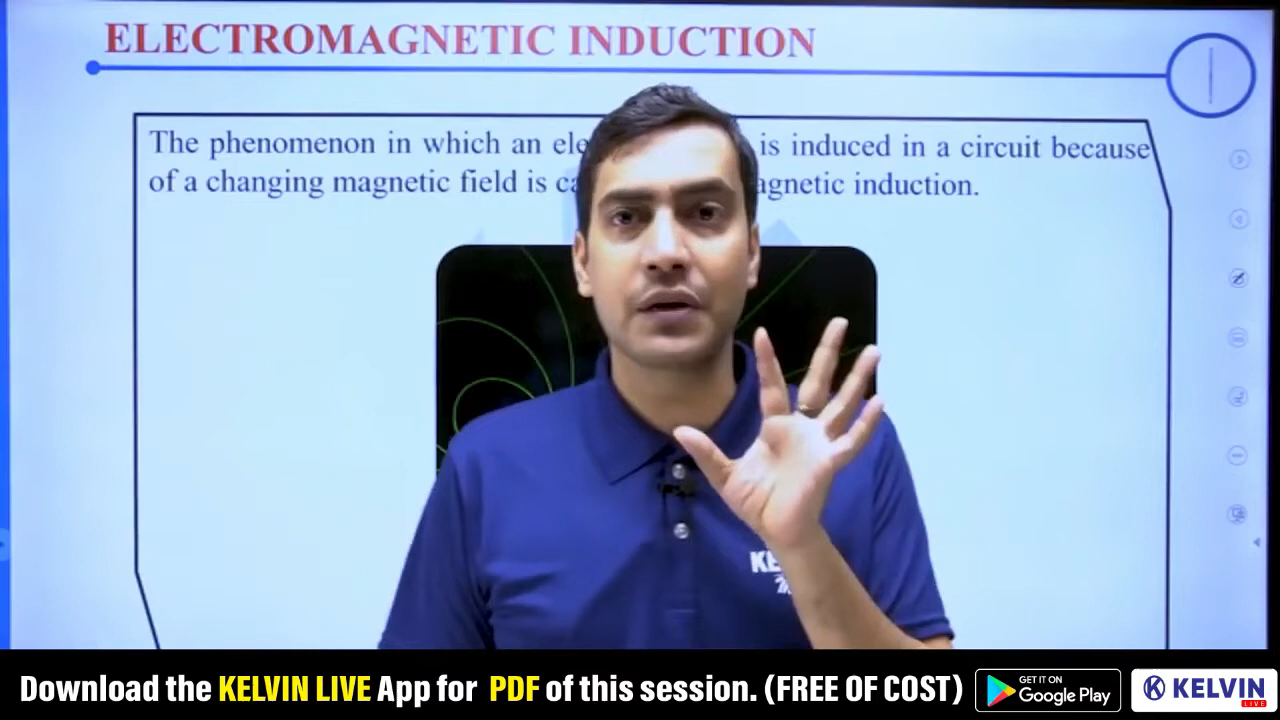 ELECTROMAGNETIC INDUCTION
The phenomenon in which an ele is induced in a circuit because
of a changing magnetic field is ca agnetic induction.
KE
Download the KELVIN LIVE App for PDF of this session. (FREE OF COST)
GET IT ON
Google Play
KELVIN
LIVE